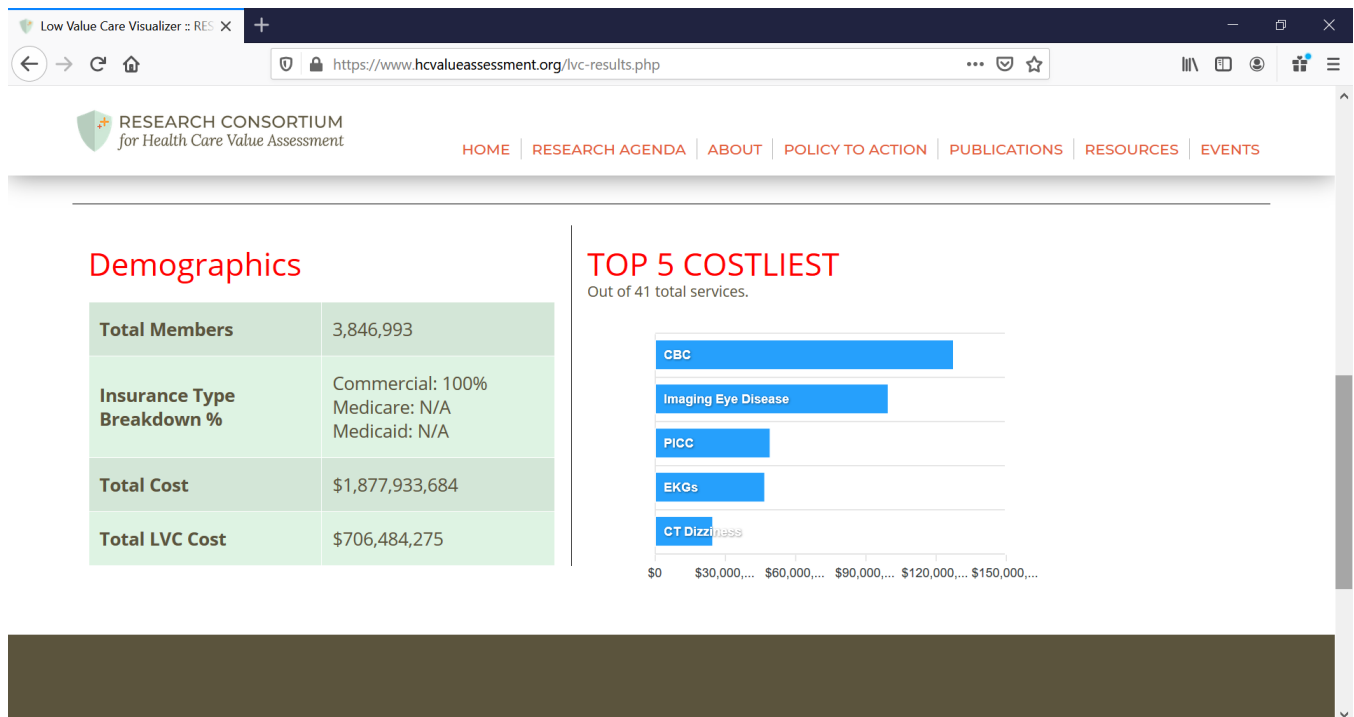 Low Value Care Visualizer :: RES
https://www.hcvalueassessment.org/lvc-results.php
RESEARCH CONSORTIUM
for Health Care Value Assessment
HOME
RESEARCH AGENDA
ABOUT
POLICY TO ACTION
PUBLICATIONS
RESOURCES
EVENTS
Demographics
Total Members
3,846,993
Insurance Type
Breakdown %
Commercial: 100%
Medicare: N/A
Medicaid: N/A
Total Cost
$1,877,933,684
Total LVC Cost
$706,484,275
TOP 5 COSTLIEST
Out of 41 total services.
CBC
Imaging Eye Disease
PICC
EKGs
CT Dizziness
$0
$30,000,...
$60,000,...
$90,000,...
$120,000,...
$150,000,...